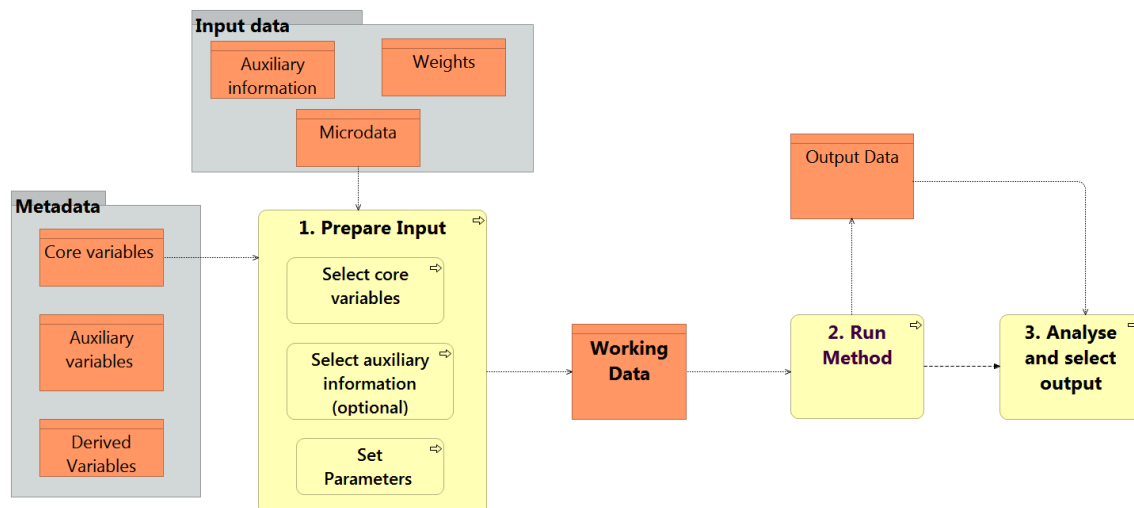 Input data
Auxiliary
information
Weights
Microdata
Metadata
Core variables
Auxiliary
variables
Derived
Variables
1. Prepare Input
Select core
variables
Select auxiliary
information
(optional)
Set
Parameters
Working
Data
Output Data
2. Run
Method
3. Analyse
and select
output